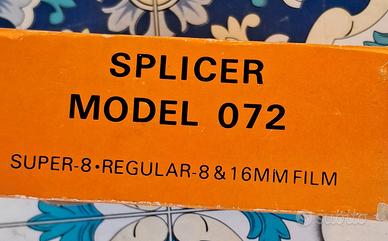 SPLICER
MODEL 072
SUPER-8•REGULAR-8&16MM FILM